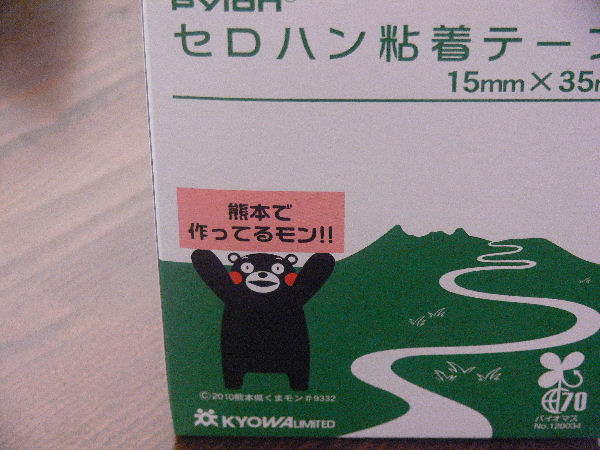 セロハン粘着テープ
15mm×35m
熊本で
作ってるモン!!
©2010熊本県くまモン#9332
KYOWA LIMITED
70
バイオマス
No.120034